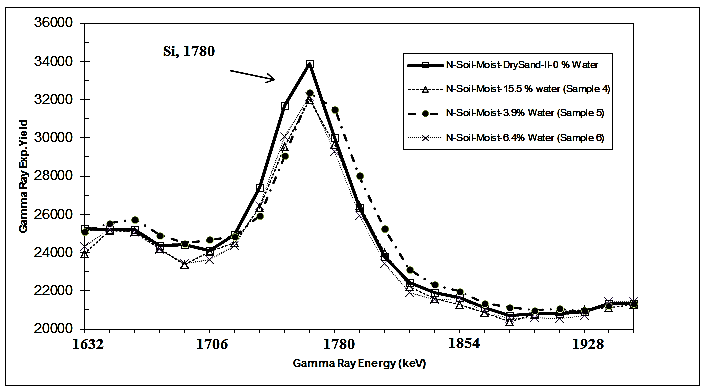 36000
34000
32000
30000
28000
26000
24000
22000
20000
Gamma Ray Exp.Yield
Si, 1780
N-Soil-Moist-DrySand-II-0 % Water
N-Soil-Moist-15.5 % water (Sample 4)
N-Soil-Moist-3.9% Water (Sample 5)
N-Soil-Moist-6.4% Water (Sample 6)
1632 1706 1780 1854 1928
Gamma Ray Energy (keV)